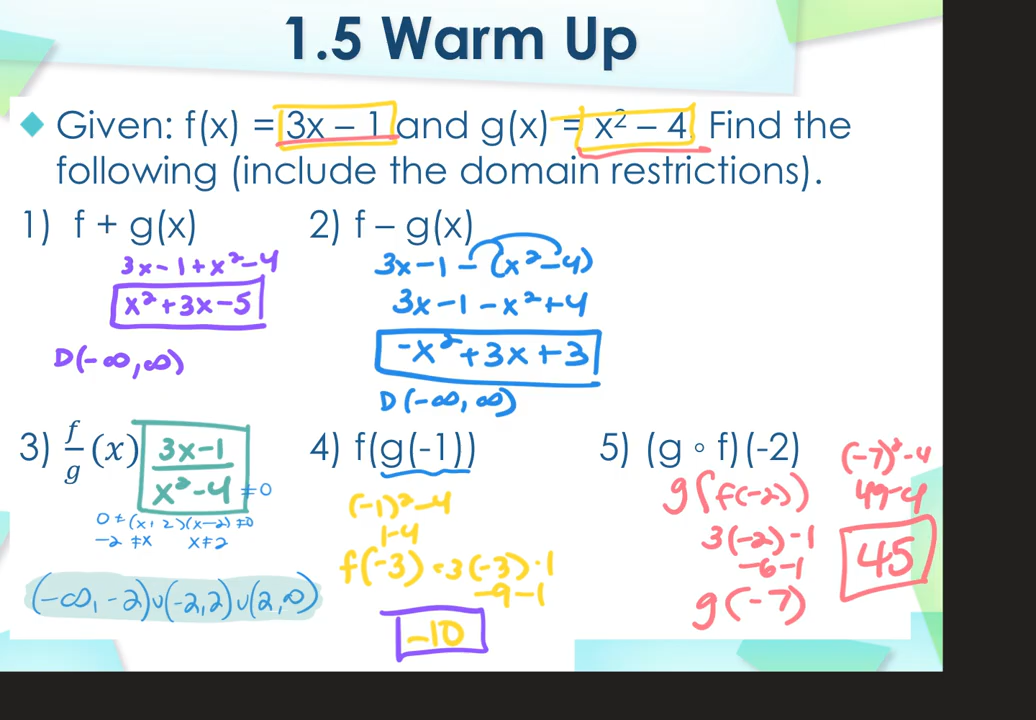 1.5 Warm Up
Given: f(x) = 3x – 1 and g(x) = x² – 4. Find the
following (include the domain restrictions).
1) f + g(x)
3x - 1 + x² - 4
x² + 3x - 5
D(-∞, ∞)
2) f – g(x)
3x - 1 - (x² - 4)
3x - 1 - x² + 4
-x² + 3x + 3
D(-∞, ∞)
3) f/g (x)
3x - 1
x² - 4 ≠ 0
0 ≠ (x + 2)(x - 2) ≠ 0
-2 ≠ x x ≠ 2
(-∞, -2) ∪ (-2, 2) ∪ (2, ∞)
4) f(g(-1))
(-1)² - 4
1 - 4
f(-3) = 3(-3) - 1
-9 - 1
-10
5) (g ∘ f)(-2)
g(f(-2))
3(-2) - 1
-6 - 1
g(-7)
(-7)² - 4
49 - 4
45